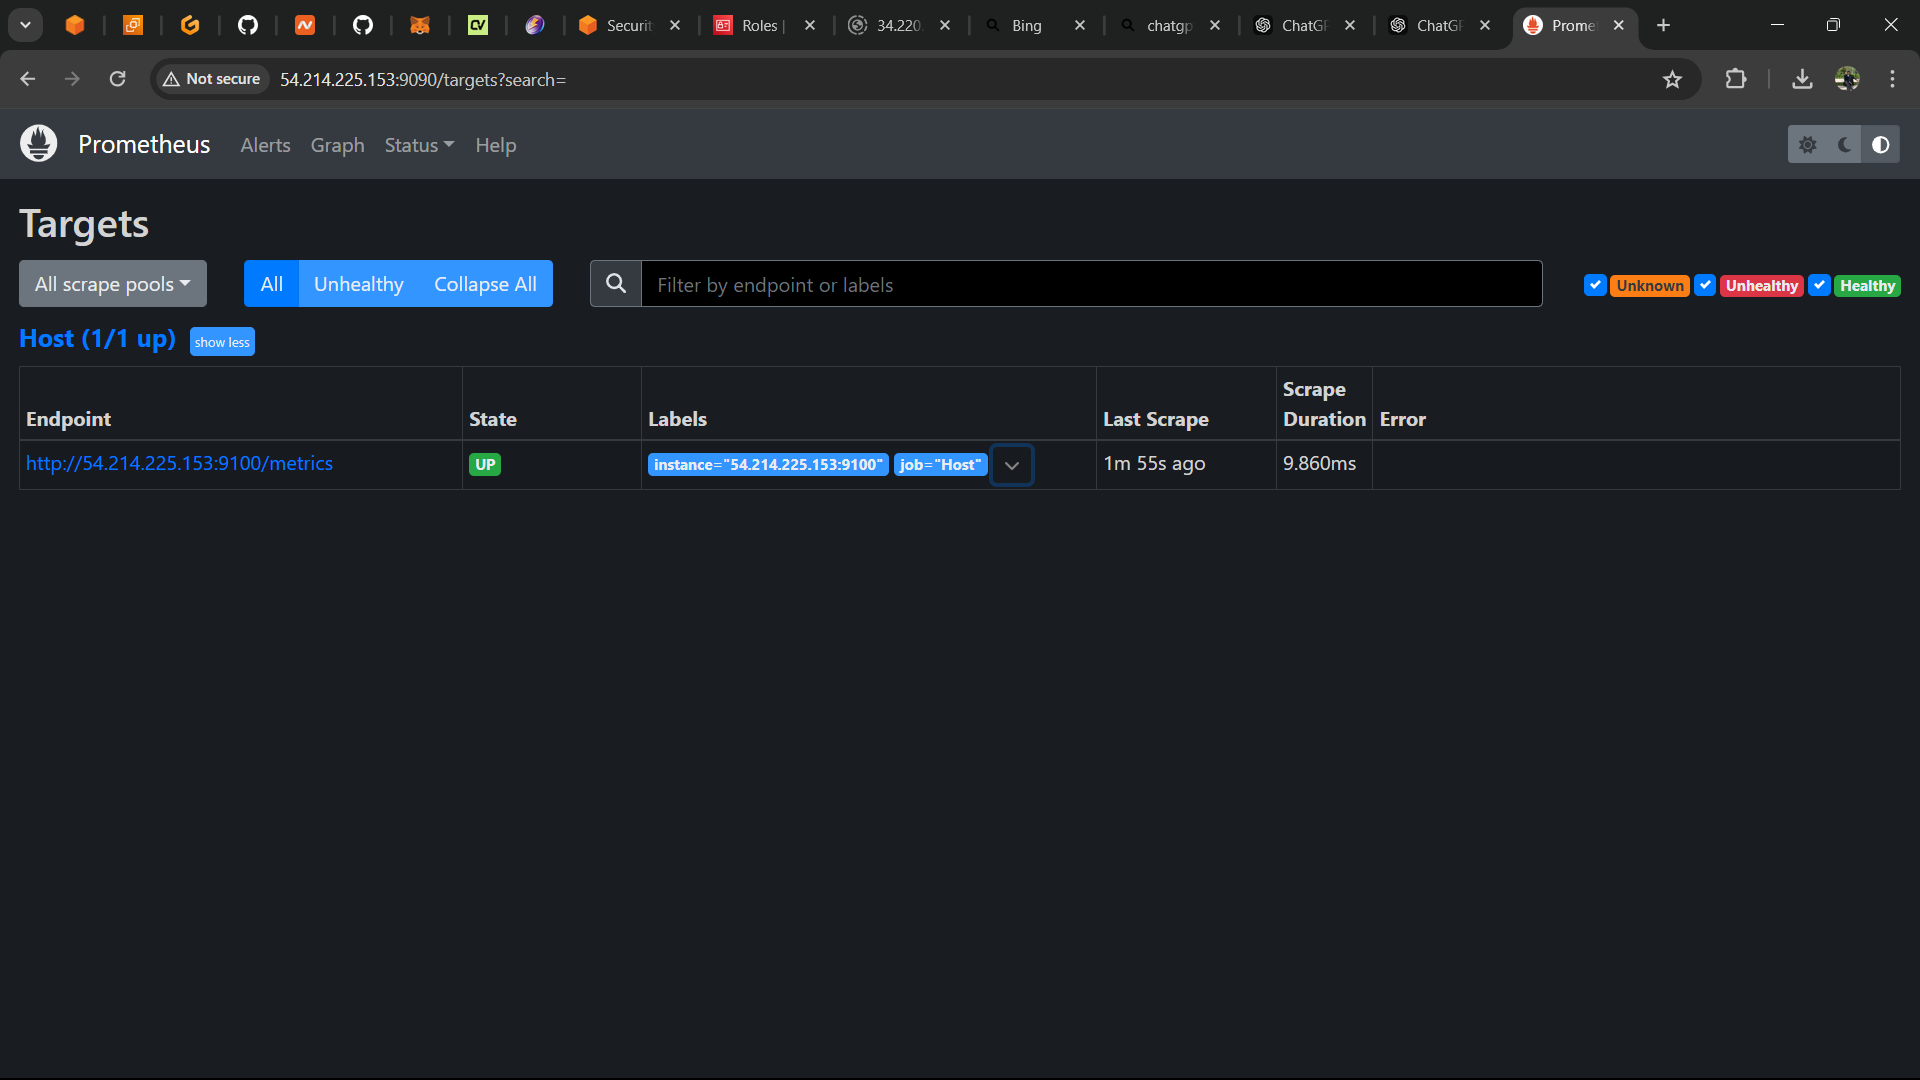 Securit
Roles |
34.220.
Bing
chatgp
ChatGP
ChatGP
Promet
Not secure
54.214.225.153:9090/targets?search=
Prometheus
Alerts
Graph
Status
Help
Targets
All scrape pools
All
Unhealthy
Collapse All
Filter by endpoint or labels
Unknown
Unhealthy
Healthy
Host (1/1 up)
show less
Endpoint
State
Labels
Last Scrape
Scrape
Duration
Error
http://54.214.225.153:9100/metrics
UP
instance="54.214.225.153:9100"
job="Host"
1m 55s ago
9.860ms